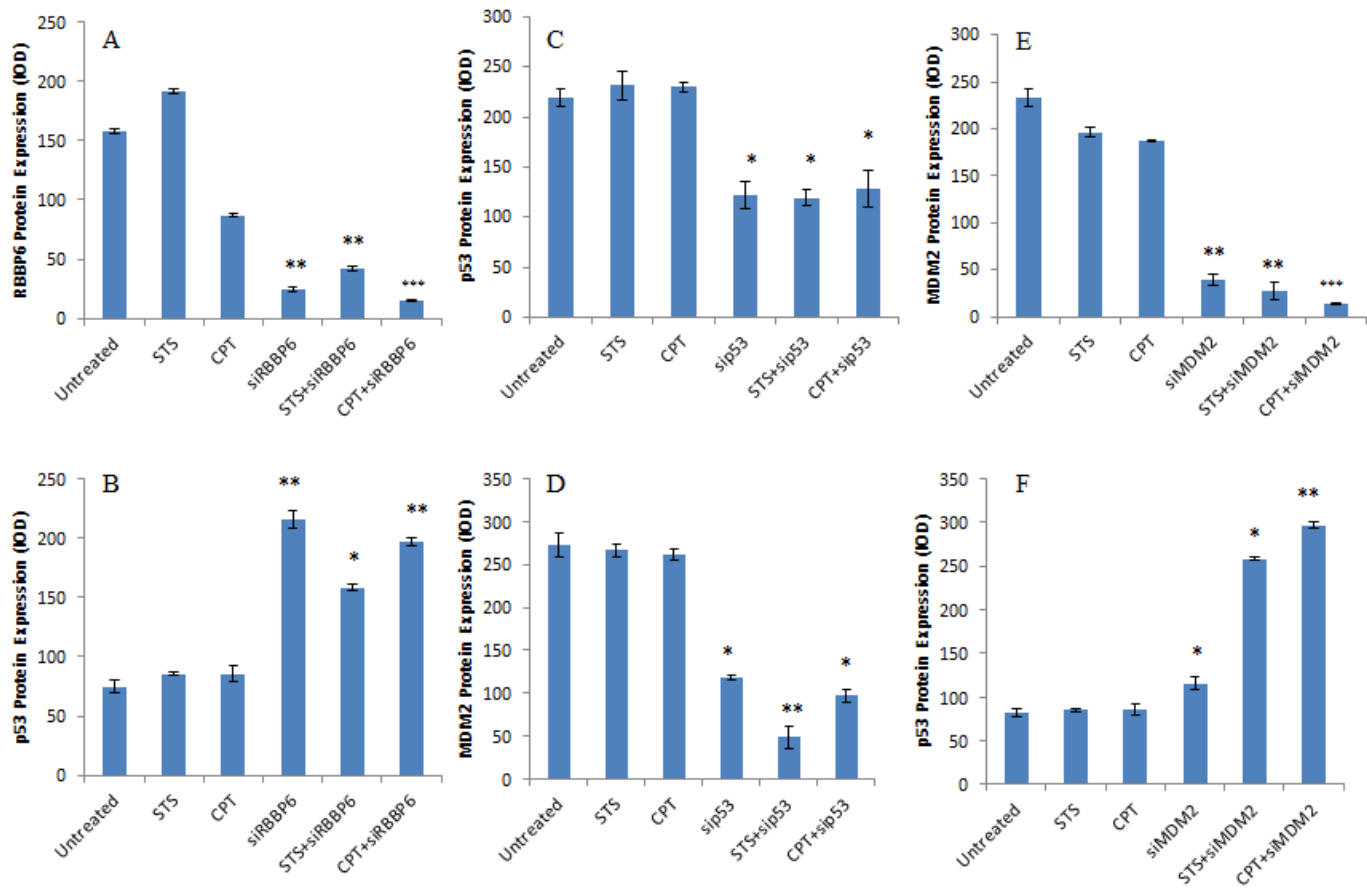 A
RBBP6 Protein Expression (IOD)
250
200
150
100
50
0
**
**
***
Untreated
STS
CPT
siRBBP6
STS+siRBBP6
CPT+siRBBP6
C
p53 Protein Expression (IOD)
300
250
200
150
100
50
0
*
*
*
Untreated
STS
CPT
sip53
STS+sip53
CPT+sip53
E
MDM2 Protein Expression (IOD)
300
250
200
150
100
50
0
**
**
***
Untreated
STS
CPT
siMDM2
STS+siMDM2
CPT+siMDM2
B
p53 Protein Expression (IOD)
250
200
150
100
50
0
**
*
**
Untreated
STS
CPT
siRBBP6
STS+siRBBP6
CPT+siRBBP6
D
MDM2 Protein Expression (IOD)
350
300
250
200
150
100
50
0
*
**
*
Untreated
STS
CPT
sip53
STS+sip53
CPT+sip53
F
p53 Protein Expression (IOD)
350
300
250
200
150
100
50
0
*
*
**
Untreated
STS
CPT
siMDM2
STS+siMDM2
CPT+siMDM2